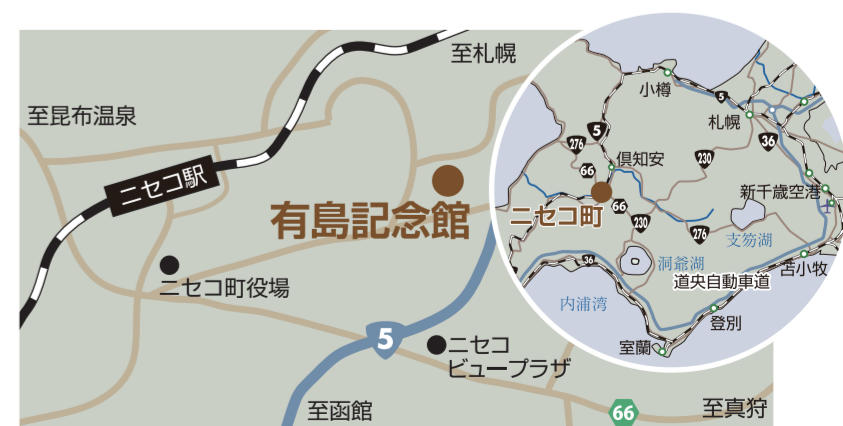 至札幌
至昆布温泉
ニセコ駅
有島記念館
ニセコ町役場
5
ニセコ
ビュープラザ
至函館
66
至真狩
小樽
5
札幌
5
36
276
倶知安
230
66
新千歳空港
ニセコ町
66
230
276
支笏湖
洞爺湖
36
道央自動車道
苫小牧
内浦湾
登別
室蘭